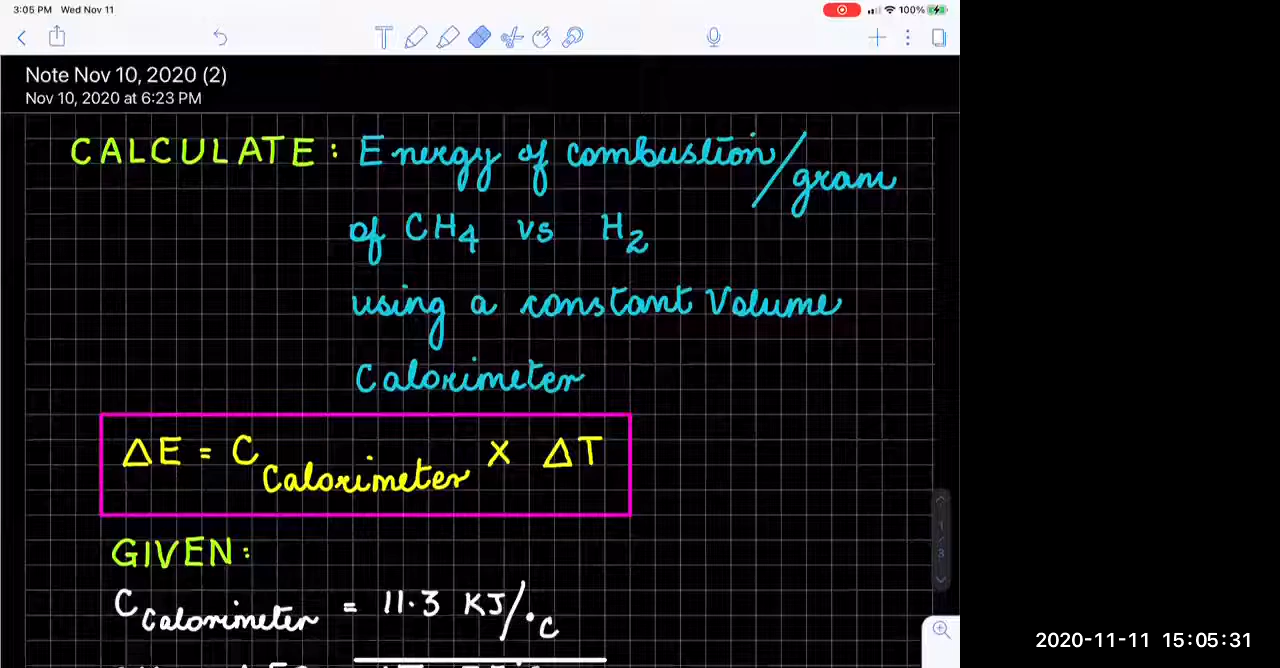 3:05 PM Wed Nov 11
100%
Note Nov 10, 2020 (2)
Nov 10, 2020 at 6:23 PM
CALCULATE: Energy of combustion/gram
of CH4 vs H2
using a constant Volume
Calorimeter
ΔE = C Calorimeter X ΔT
GIVEN:
C Calorimeter = 11.3 KJ/°C
1
3
2020-11-11 15:05:31